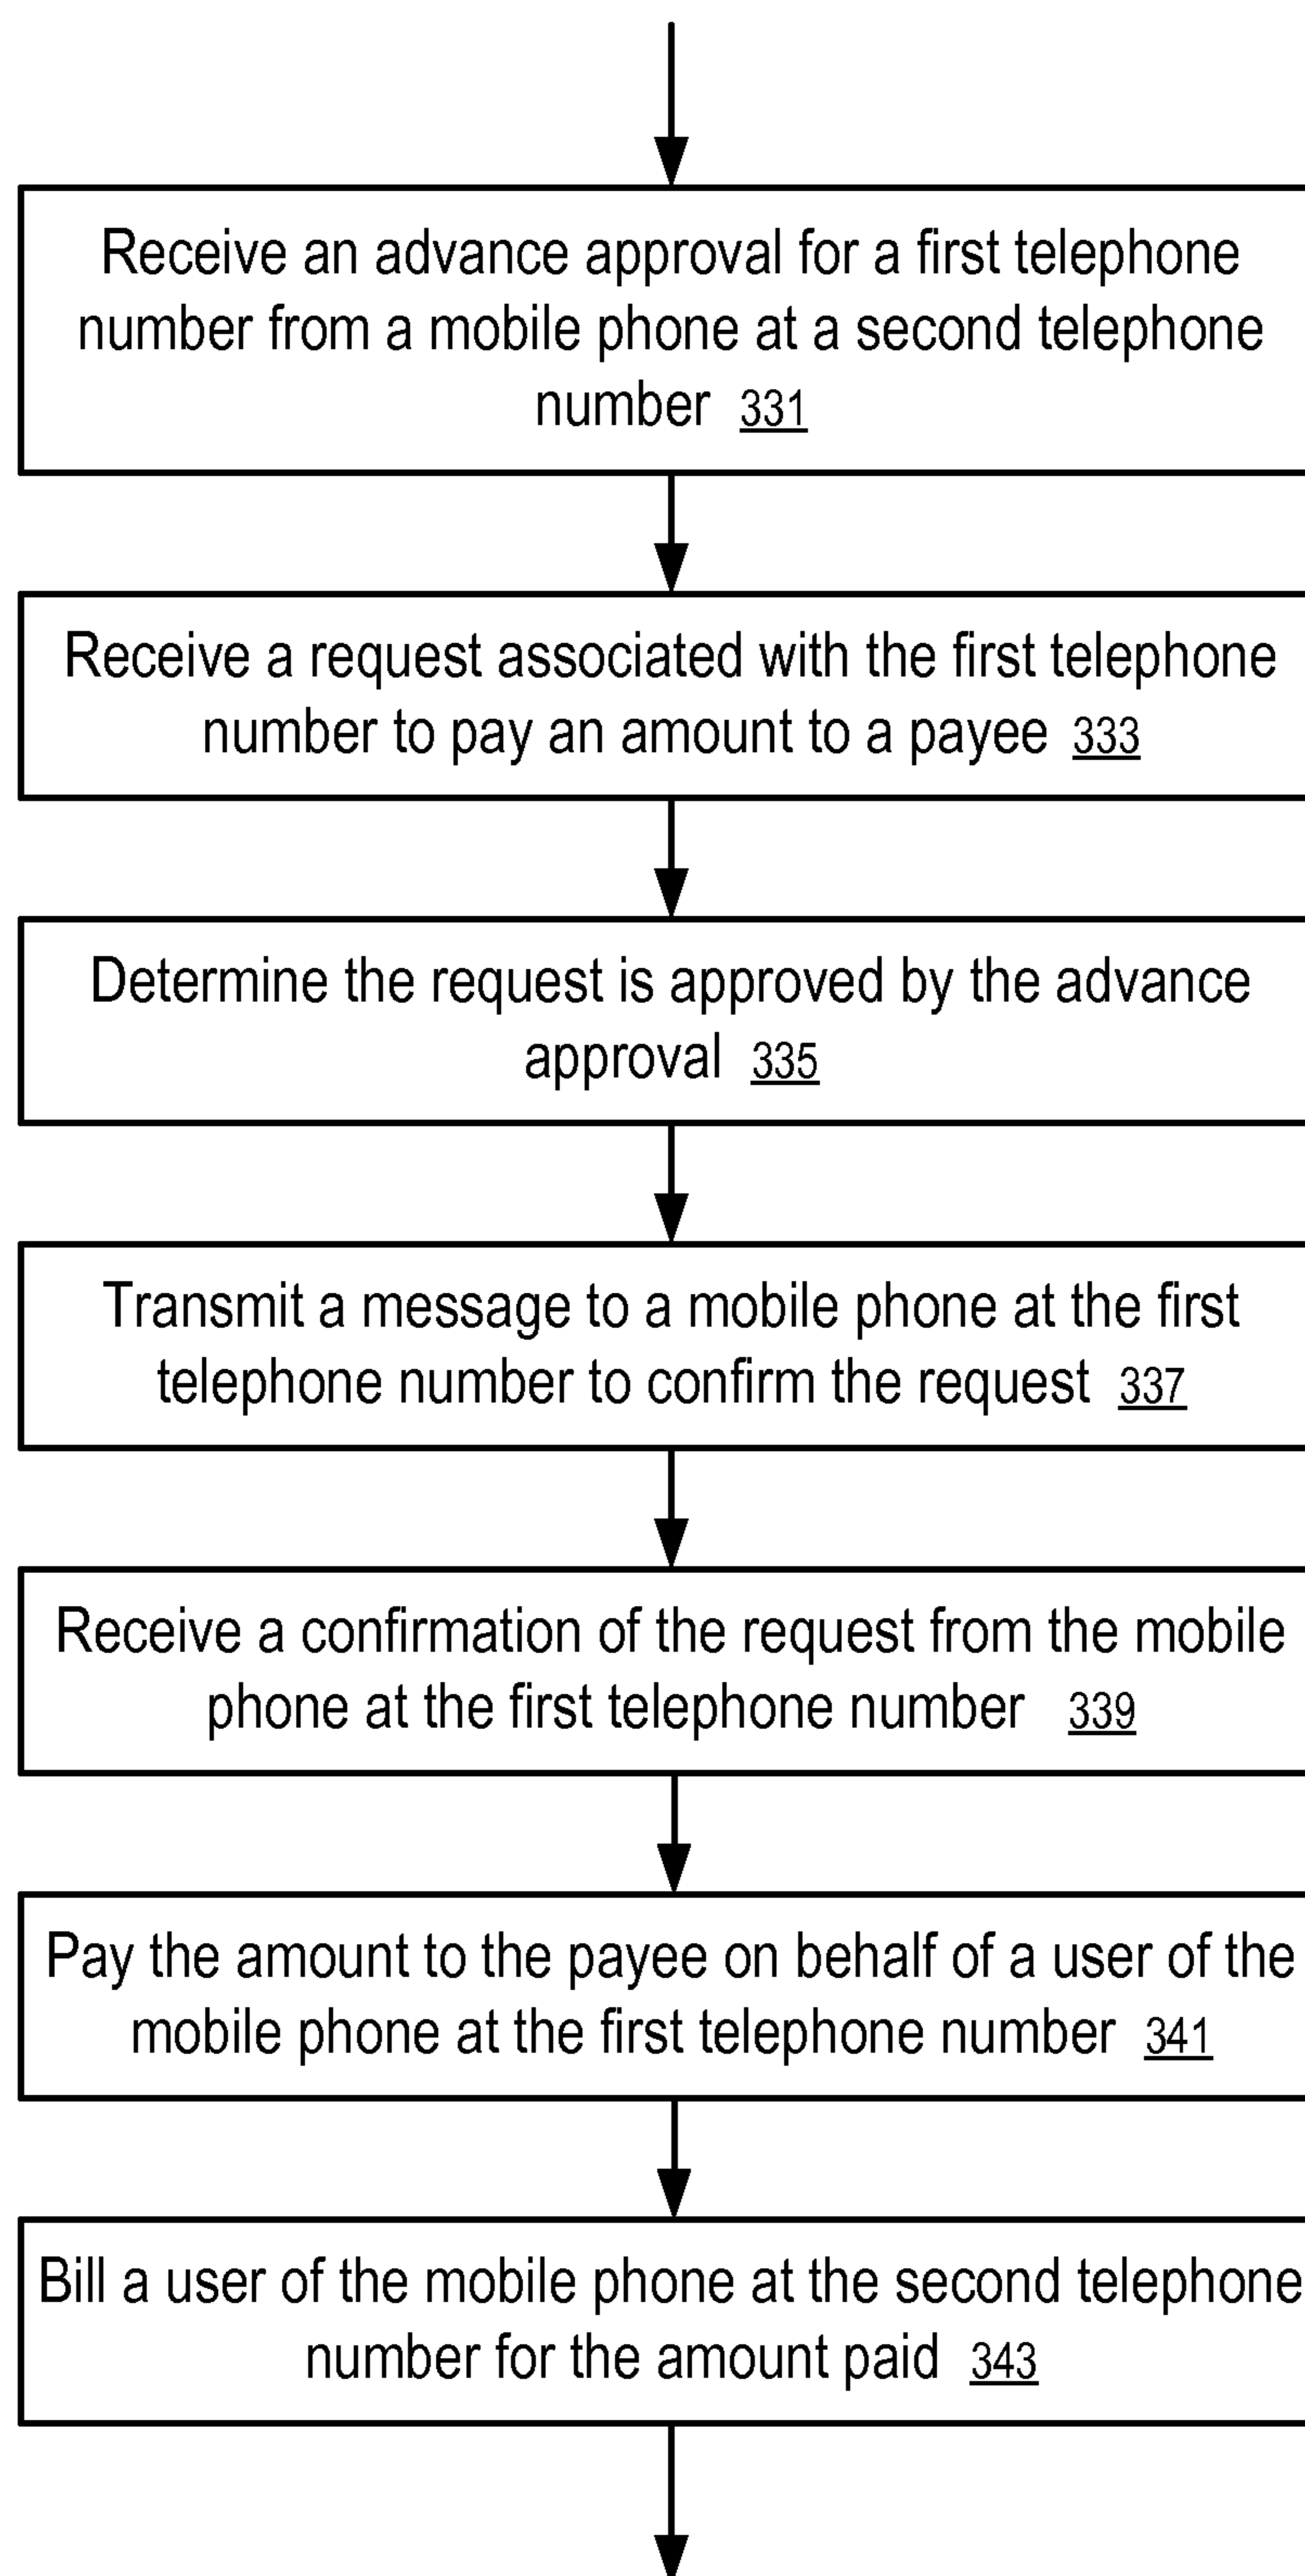 Receive an advance approval for a first telephone
number from a mobile phone at a second telephone
number 331
Receive a request associated with the first telephone
number to pay an amount to a payee 333
Determine the request is approved by the advance
approval 335
Transmit a message to a mobile phone at the first
telephone number to confirm the request 337
Receive a confirmation of the request from the mobile
phone at the first telephone number 339
Pay the amount to the payee on behalf of a user of the
mobile phone at the first telephone number 341
Bill a user of the mobile phone at the second telephone
number for the amount paid 343